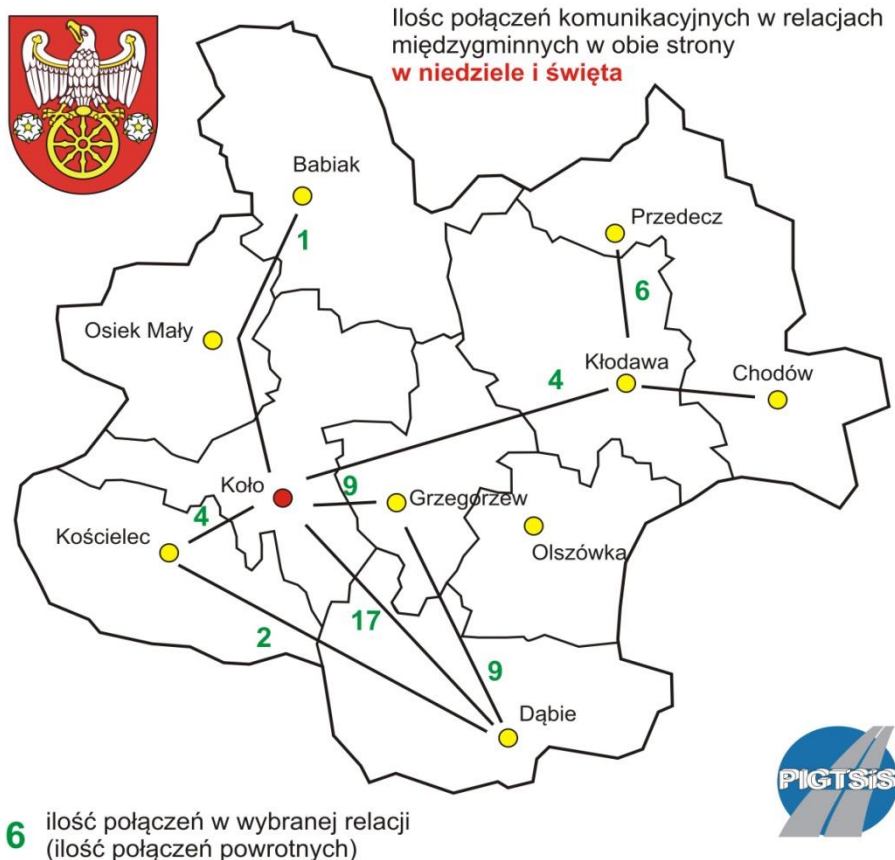 Ilośc połączeń komunikacyjnych w relacjach
międzygminnych w obie strony
w niedziele i święta
Babiak
Przedecz
1
6
Osiek Mały
Kłodawa
4
Chodów
Koło
9
Grzegorzew
4
Kościelec
Olszówka
17
2
9
Dąbie
PIGTSiS
6 ilość połączeń w wybranej relacji
(ilość połączeń powrotnych)